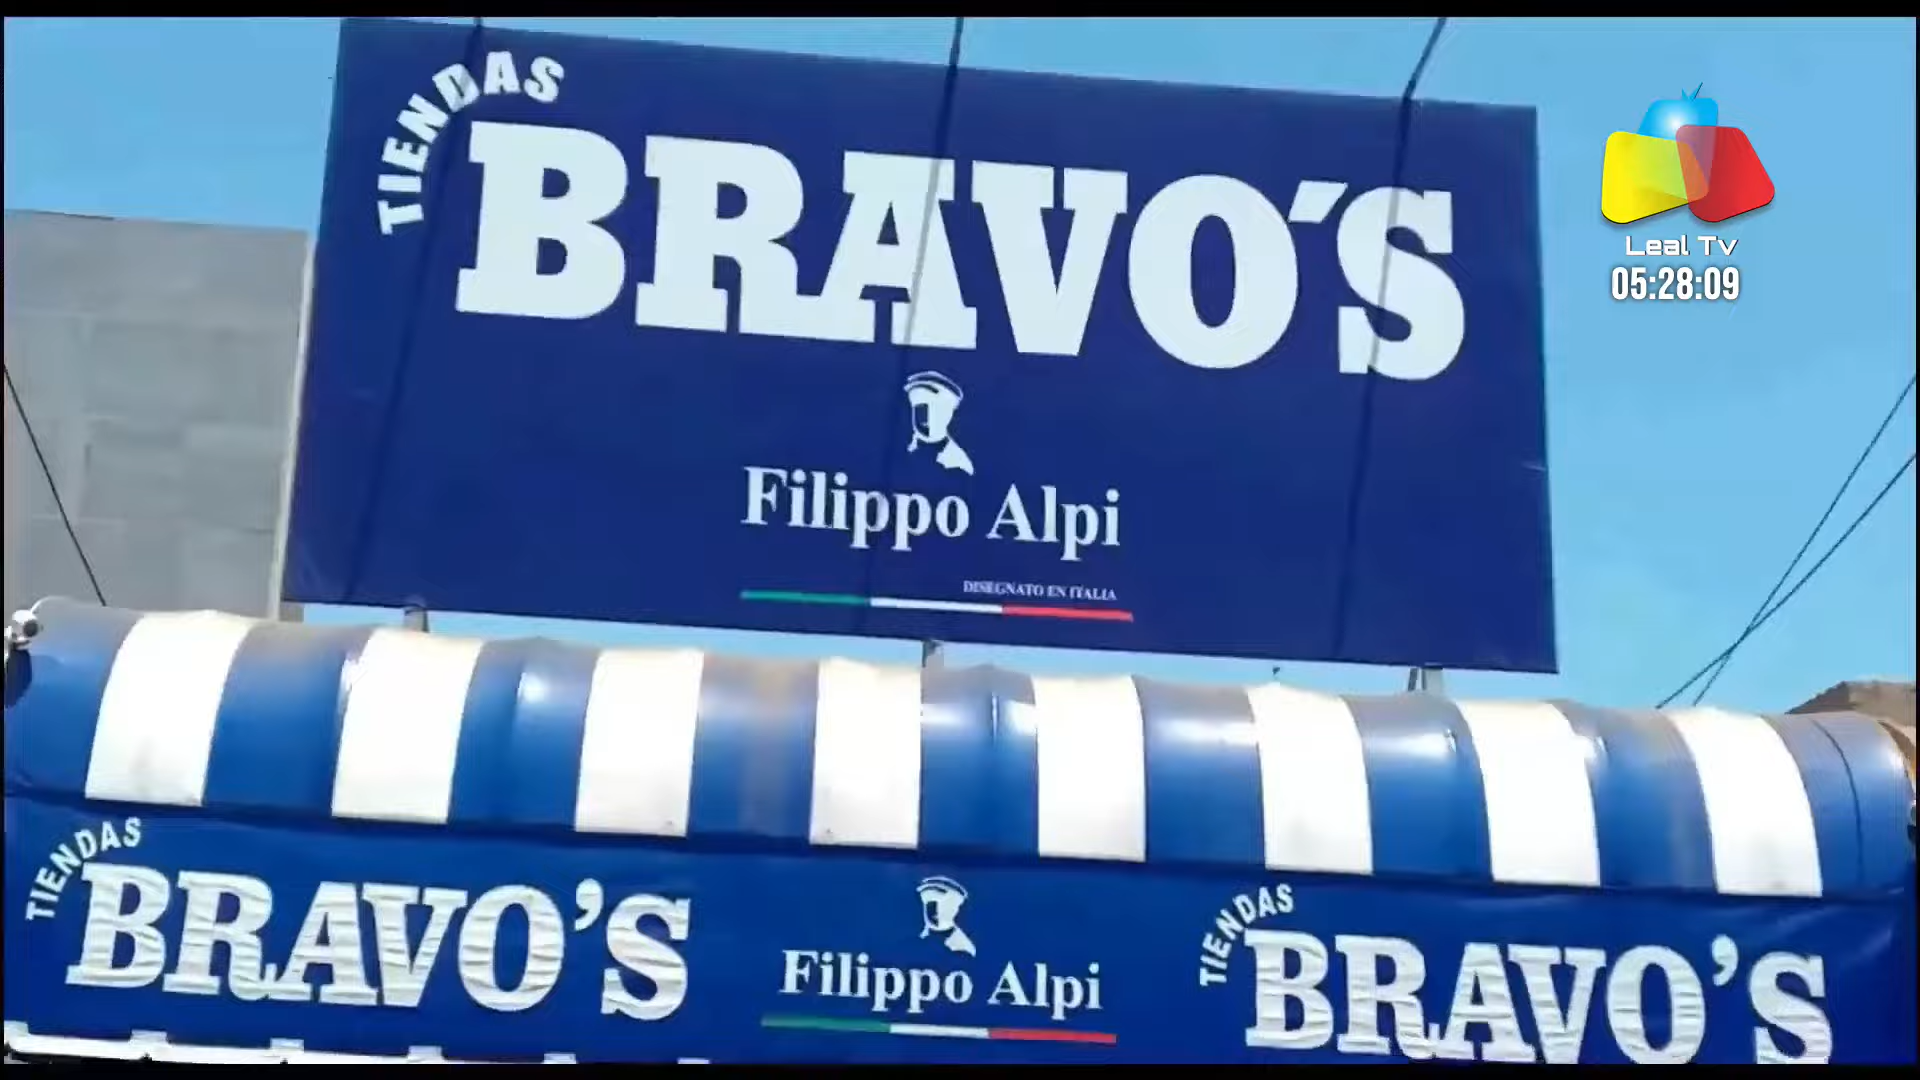 TIENDAS
BRAVO´S
Filippo Alpi
DISEGNATO EN ITALIA
Leal Tv
05:28:09
TIENDAS
BRAVO’S
Filippo Alpi
TIENDAS
BRAVO’S